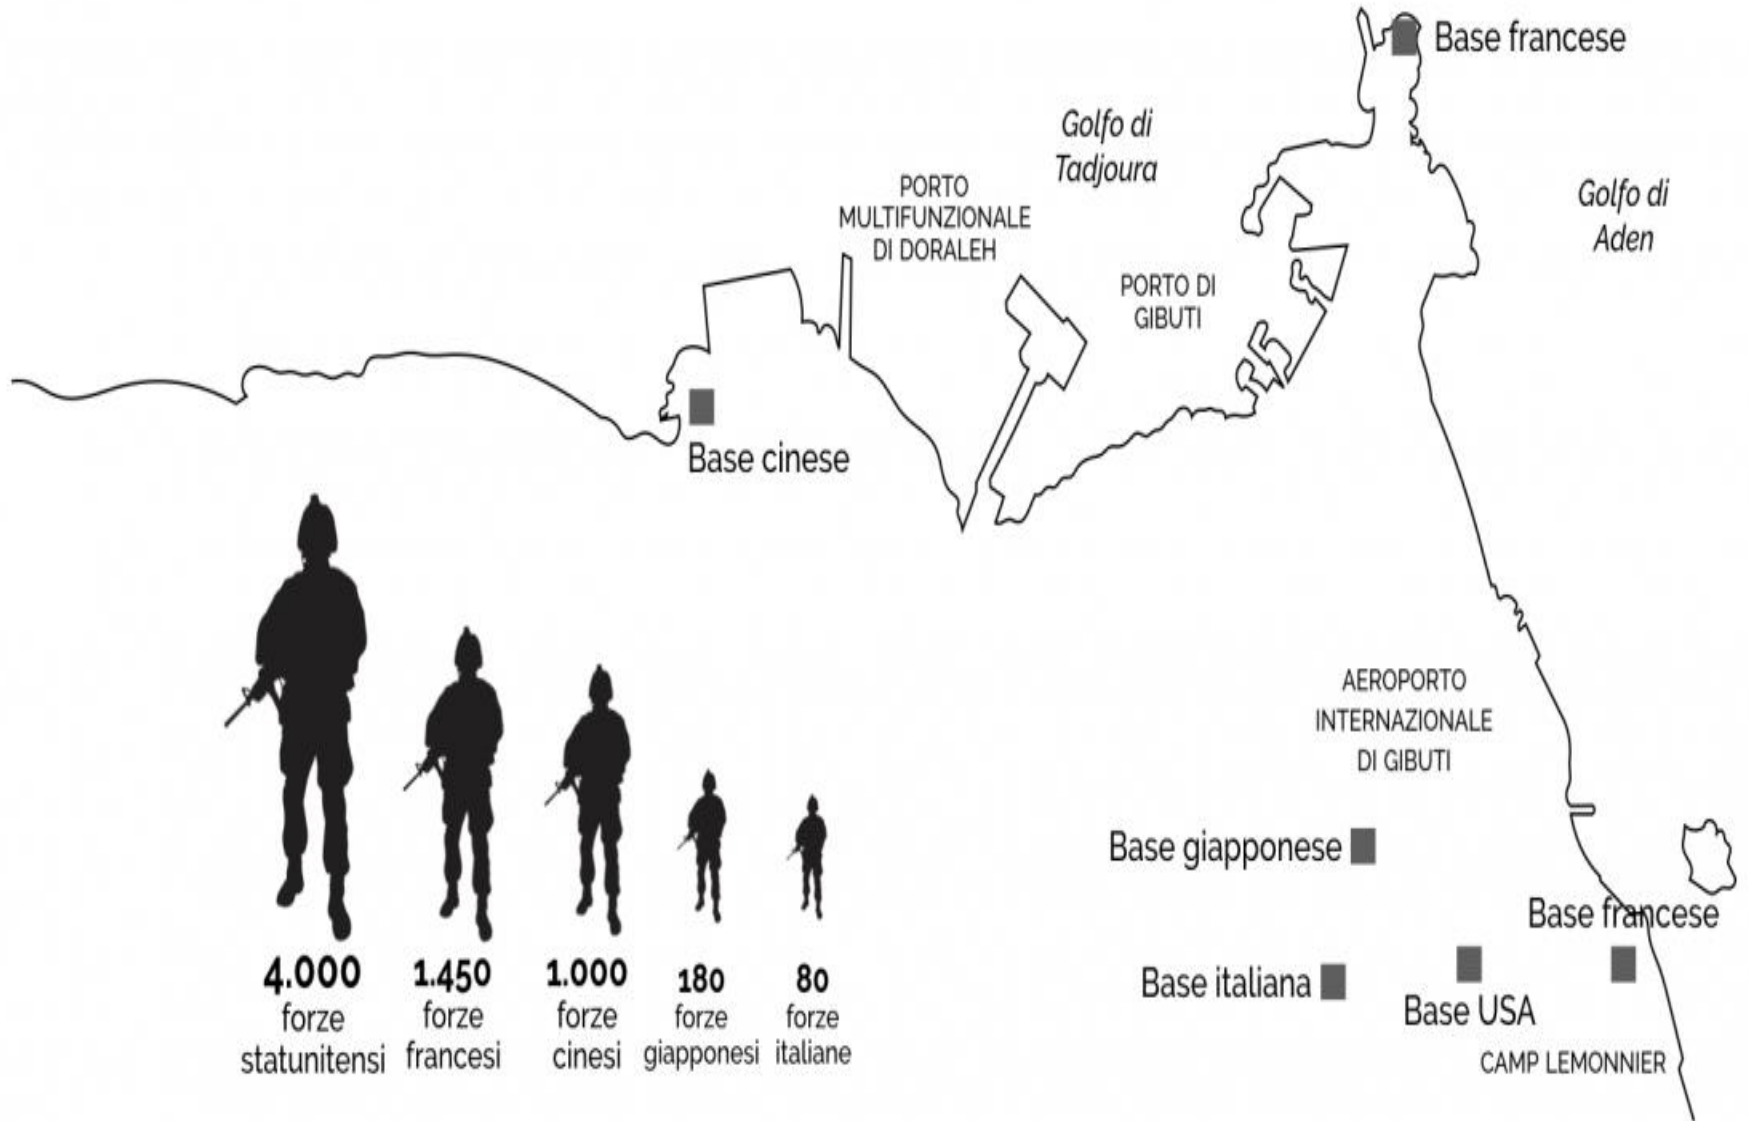 Base francese
Golfo di
Tadjoura
PORTO
MULTIFUNZIONALE
DI DORALEH
Golfo di
Aden
PORTO DI
GIBUTI
Base cinese
AEROPORTO
INTERNAZIONALE
DI GIBUTI
Base giapponese
Base francese
Base italiana
Base USA
CAMP LEMONNIER
4.000
forze
statunitensi
1.450
forze
francesi
1.000
forze
cinesi
180
forze
giapponesi
80
forze
italiane